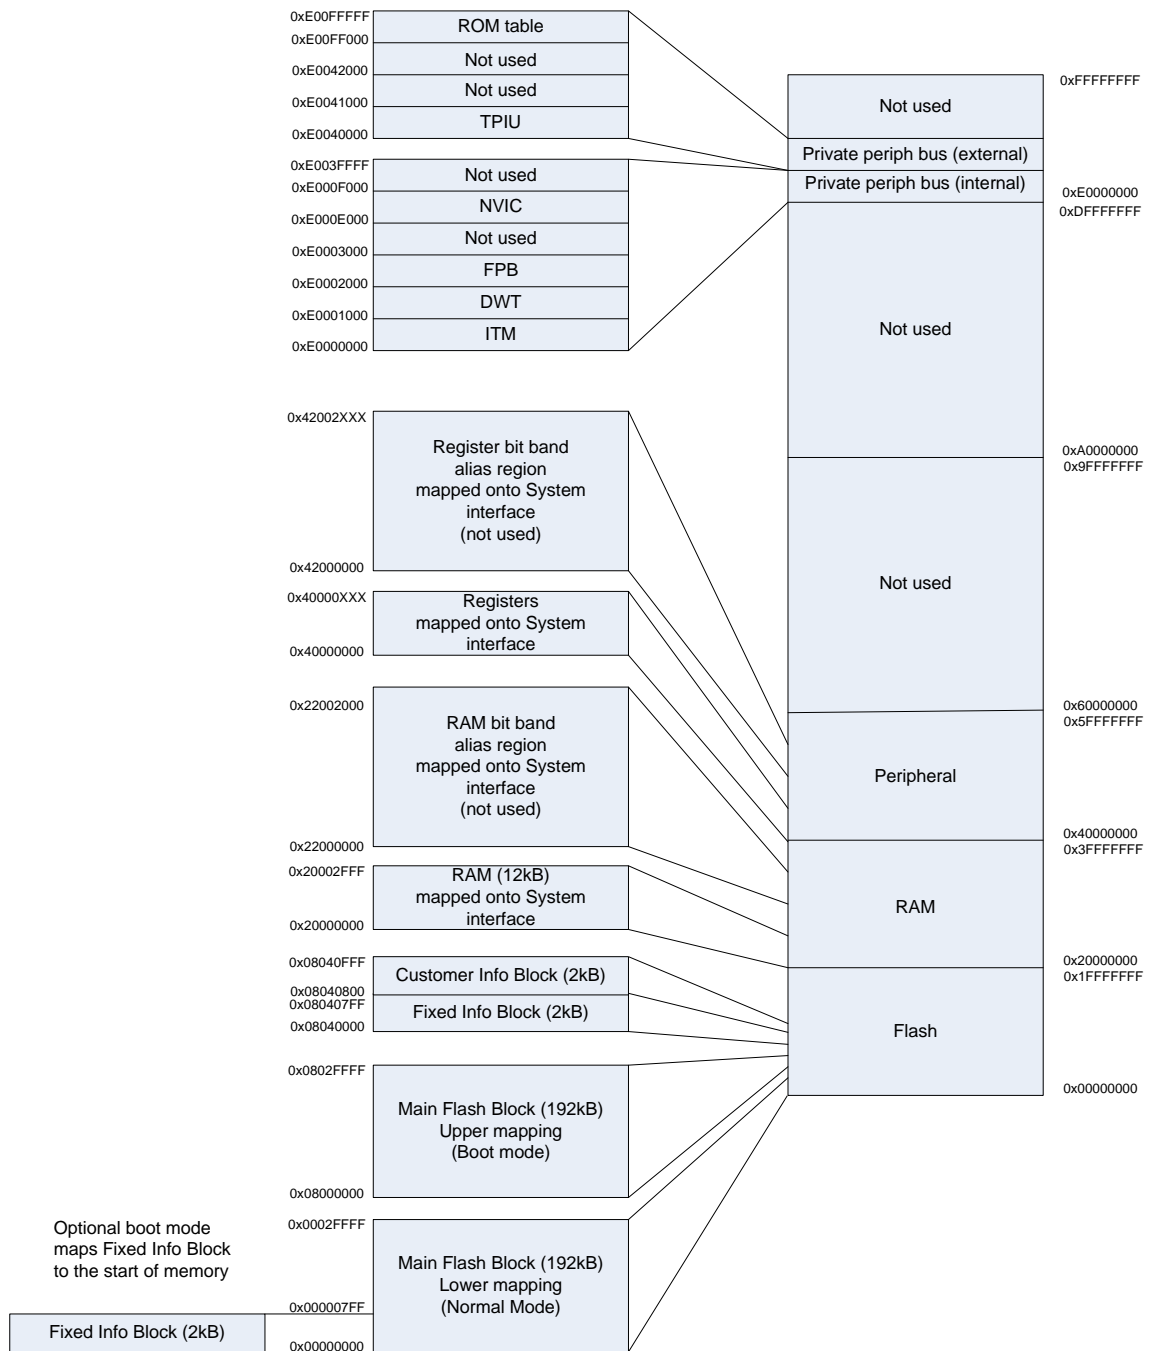 0xE00FFFFF
ROM table
0xE00FF000
Not used
0xE0042000
Not used
0xE0041000
TPIU
0xE0040000
0xE003FFFF
Not used
0xE000F000
NVIC
0xE000E000
Not used
0xE0003000
FPB
0xE0002000
DWT
0xE0001000
ITM
0xE0000000
0x42002XXX
Register bit band
alias region
mapped onto System
interface
(not used)
0x42000000
0x40000XXX
Registers
mapped onto System
interface
0x40000000
0x22002000
RAM bit band
alias region
mapped onto System
interface
(not used)
0x22000000
0x20002FFF
RAM (12kB)
mapped onto System
interface
0x20000000
0x08040FFF
Customer Info Block (2kB)
0x08040800
0x080407FF
Fixed Info Block (2kB)
0x08040000
0x0802FFFF
Main Flash Block (192kB)
Upper mapping
(Boot mode)
0x08000000
0x0002FFFF
Main Flash Block (192kB)
Lower mapping
(Normal Mode)
0x000007FF
0x00000000
Optional boot mode
maps Fixed Info Block
to the start of memory
Fixed Info Block (2kB)
0xFFFFFFFF
Not used
Private periph bus (external)
Private periph bus (internal)
0xE0000000
0xDFFFFFFF
Not used
0xA0000000
0x9FFFFFFF
Not used
0x60000000
0x5FFFFFFF
Peripheral
0x40000000
0x3FFFFFFF
RAM
0x20000000
0x1FFFFFFF
Flash
0x00000000